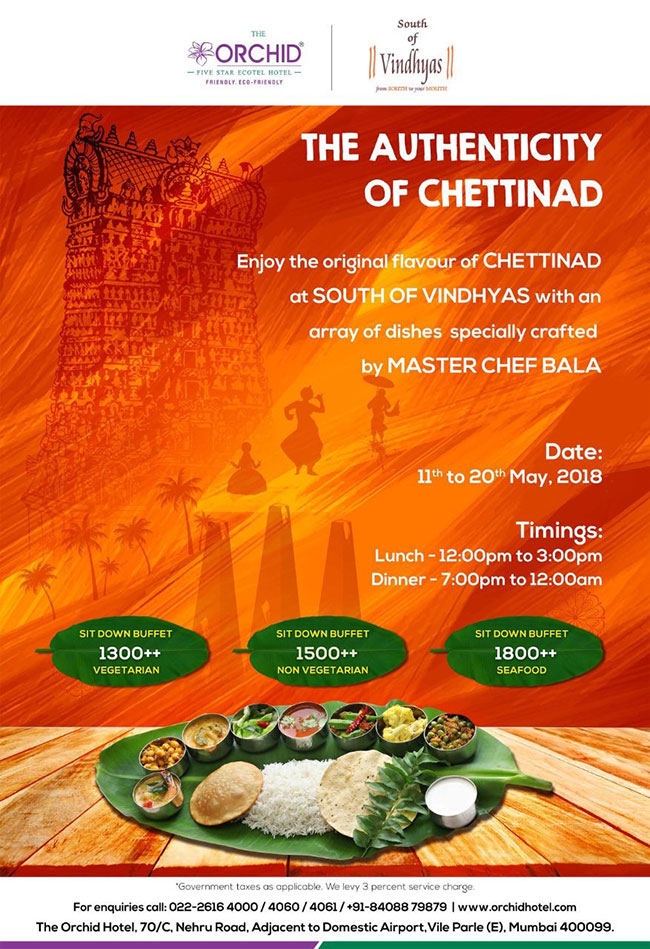 THE
ORCHID®
FIVE STAR ECOTEL HOTEL
FRIENDLY. ECO-FRIENDLY
South
of
Vindhyas
from SOUTH to your MOUTH
THE AUTHENTICITY
OF CHETTINAD
Enjoy the original flavour of CHETTINAD
at SOUTH OF VINDHYAS with an
array of dishes specially crafted
by MASTER CHEF BALA
Date:
11th to 20th May, 2018
Timings:
Lunch - 12:00pm to 3:00pm
Dinner - 7:00pm to 12:00am
SIT DOWN BUFFET
1300++
VEGETARIAN
SIT DOWN BUFFET
1500++
NON VEGETARIAN
SIT DOWN BUFFET
1800++
SEAFOOD
*Government taxes as applicable. We levy 3 percent service charge.
For enquiries call: 022-2616 4000 / 4060 / 4061 / +91-84088 79879 | www.orchidhotel.com
The Orchid Hotel, 70/C, Nehru Road, Adjacent to Domestic Airport,Vile Parle (E), Mumbai 400099.